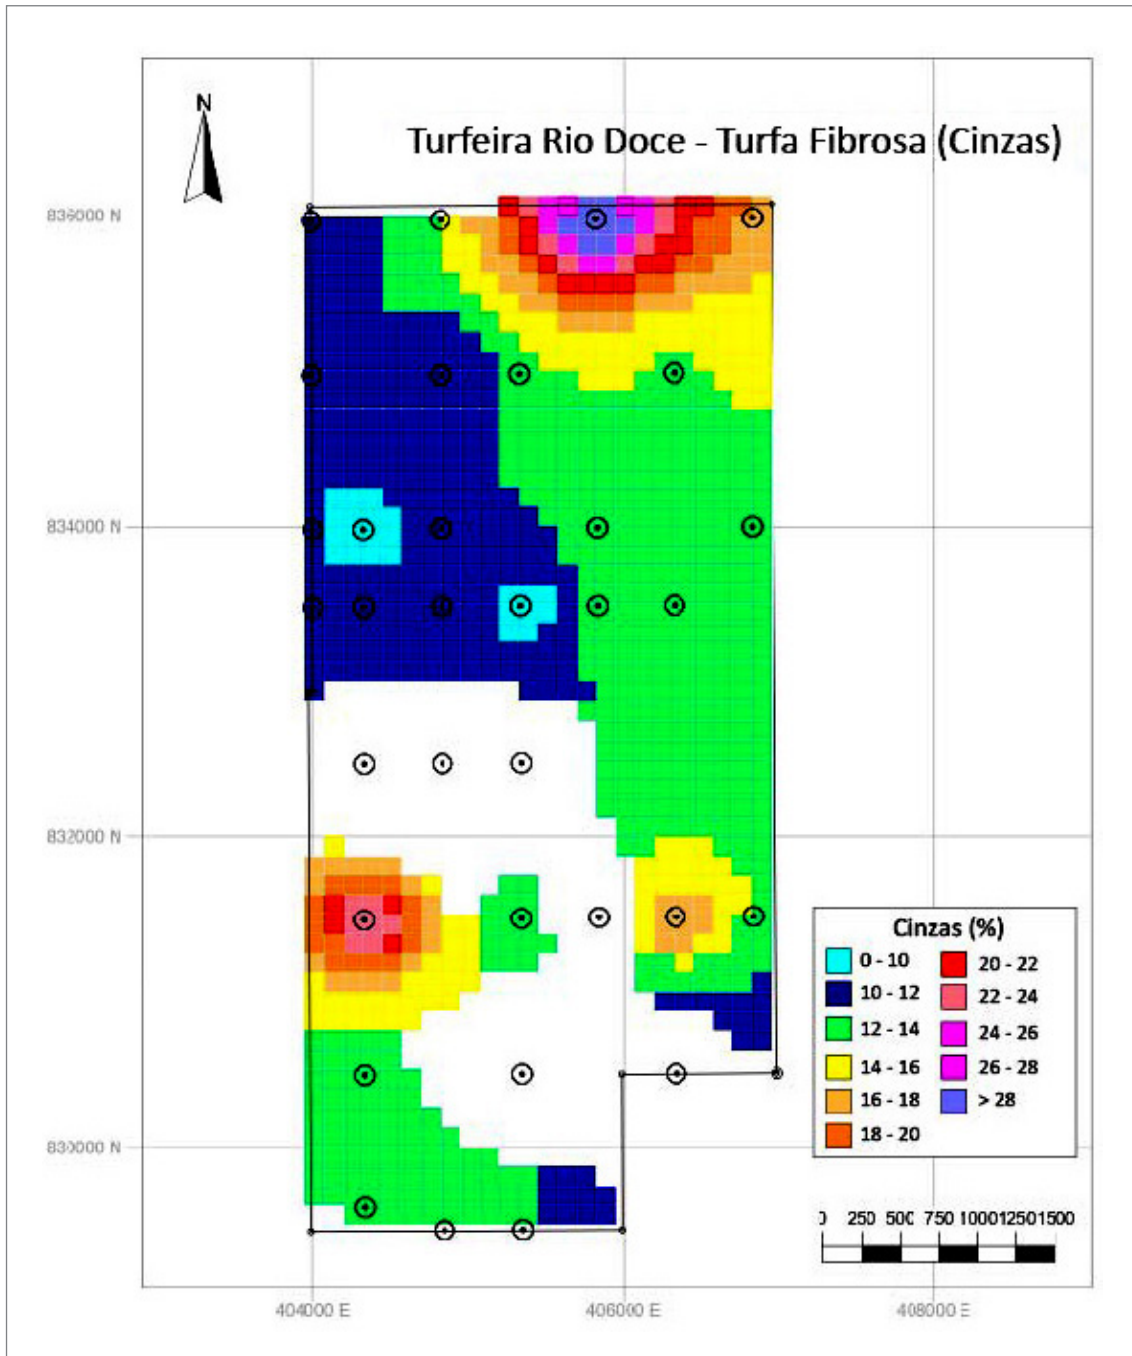 N
Turfeira Rio Doce - Turfa Fibrosa (Cinzas)
836000 N
834000 N
832000 N
830000 N
Cinzas (%)
0 - 10
10 - 12
12 - 14
14 - 16
16 - 18
18 - 20
20 - 22
22 - 24
24 - 26
26 - 28
> 28
0 250 500 750 1000 1250 1500
404000 E
406000 E
408000 E